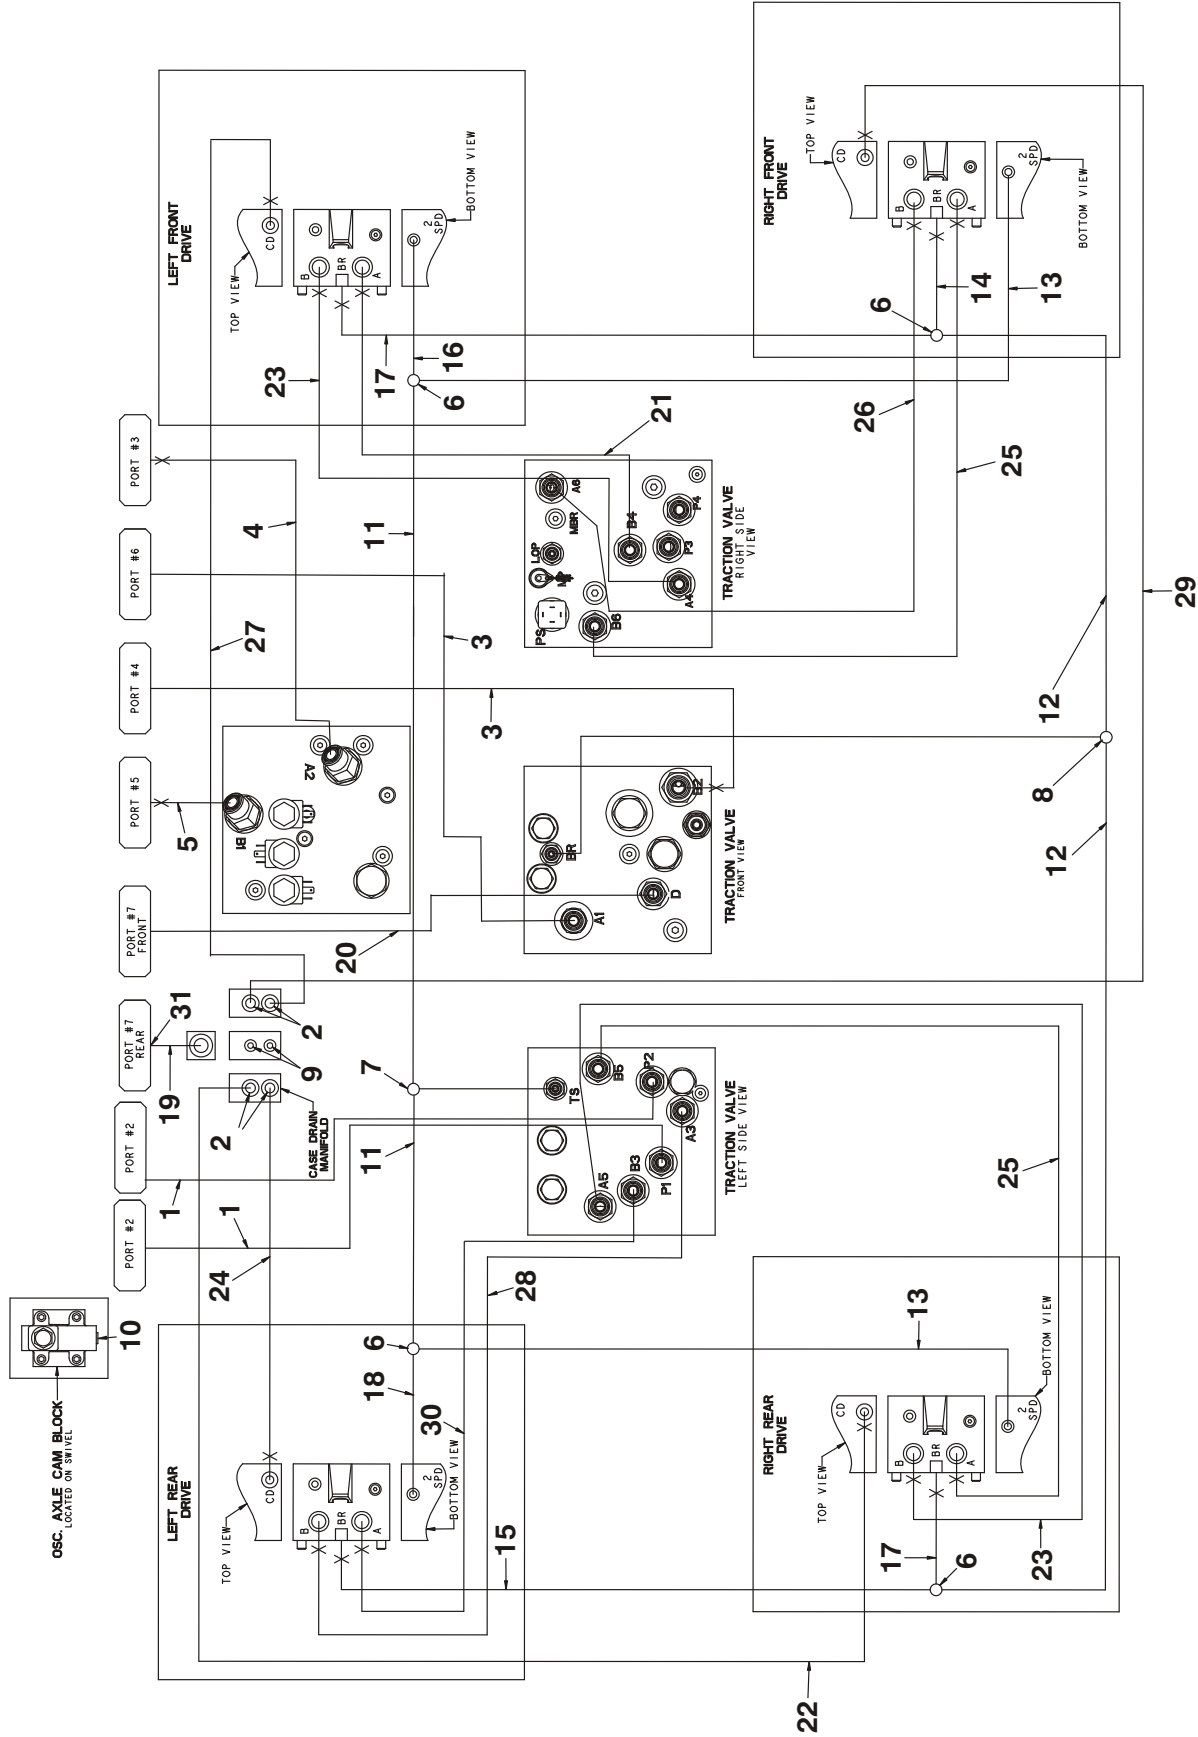 OSC. AXLE CAM BLOCK
LOCATED ON SWIVEL
10
PORT #2
PORT #2
PORT #7
REAR
PORT #7
FRONT
PORT #5
PORT #4
PORT #6
PORT #3
1
1
19
31
5
LEFT REAR
DRIVE
TOP VIEW
CD
B
BR
A
2
SPD
BOTTOM VIEW
24
2
9
2
CASE DRAIN
MANIFOLD
B1
A2
27
4
LEFT FRONT
DRIVE
TOP VIEW
CD
B
BR
A
2
SPD
BOTTOM VIEW
23
17
16
6
18
6
11
7
20
3
11
30
15
28
3
21
TS
A5
B5
B3
P2
P1
A3
TRACTION VALVE
LEFT SIDE VIEW
BR
A1
D
B2
TRACTION VALVE
FRONT VIEW
PS
LOP
MBR
A6
B6
B4
P3
A4
P4
TRACTION VALVE
RIGHT SIDE
VIEW
RIGHT REAR
DRIVE
TOP VIEW
CD
B
BR
A
2
SPD
BOTTOM VIEW
22
17
6
23
13
25
RIGHT FRONT
DRIVE
TOP VIEW
CD
B
BR
A
2
SPD
BOTTOM VIEW
26
6
14
25
13
12
8
12
29